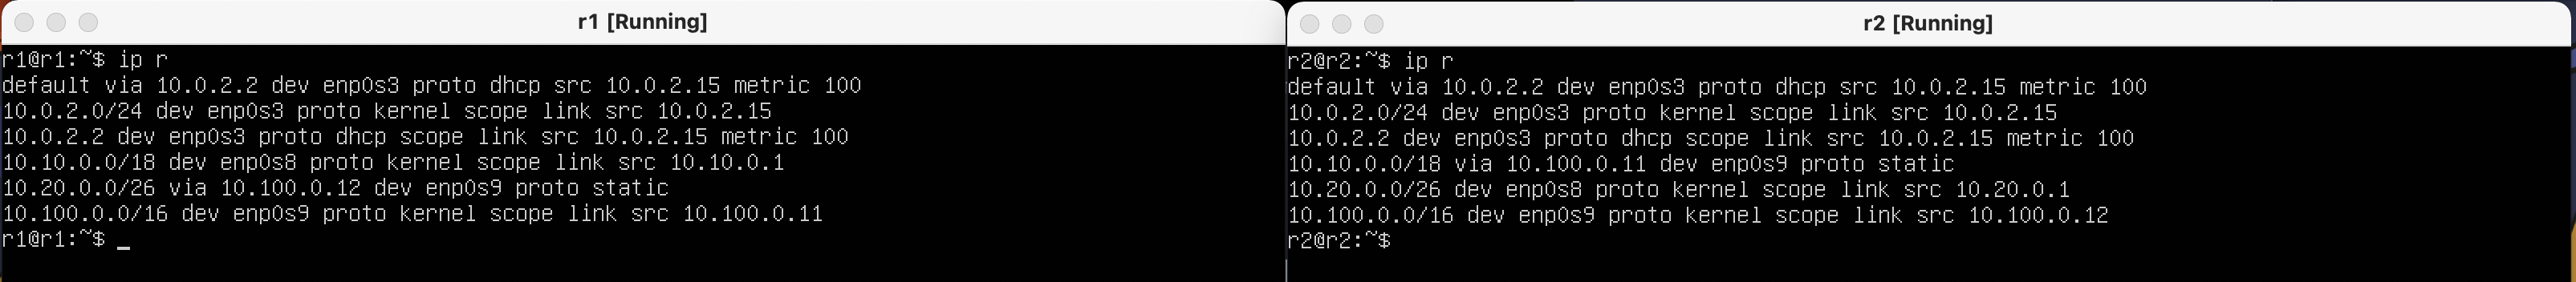 r1 [Running]
r1@r1:~$ ip r
default via 10.0.2.2 dev enp0s3 proto dhcp src 10.0.2.15 metric 100
10.0.2.0/24 dev enp0s3 proto kernel scope link src 10.0.2.15
10.0.2.2 dev enp0s3 proto dhcp scope link src 10.0.2.15 metric 100
10.10.0.0/18 dev enp0s8 proto kernel scope link src 10.10.0.1
10.20.0.0/26 via 10.100.0.12 dev enp0s9 proto static
10.100.0.0/16 dev enp0s9 proto kernel scope link src 10.100.0.11
r1@r1:~$ _
r2 [Running]
r2@r2:~$ ip r
default via 10.0.2.2 dev enp0s3 proto dhcp src 10.0.2.15 metric 100
10.0.2.0/24 dev enp0s3 proto kernel scope link src 10.0.2.15
10.0.2.2 dev enp0s3 proto dhcp scope link src 10.0.2.15 metric 100
10.10.0.0/18 via 10.100.0.11 dev enp0s9 proto static
10.20.0.0/26 dev enp0s8 proto kernel scope link src 10.20.0.1
10.100.0.0/16 dev enp0s9 proto kernel scope link src 10.100.0.12
r2@r2:~$